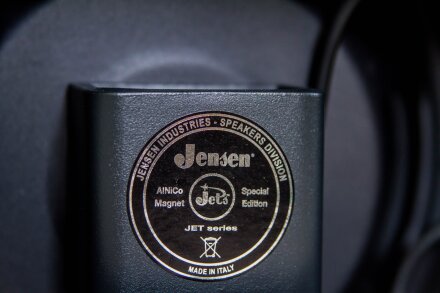 JENSEN INDUSTRIES - SPEAKERS DIVISION
Jensen®
AlNiCo Magnet
Jets
Special Edition
JET series
MADE IN ITALY